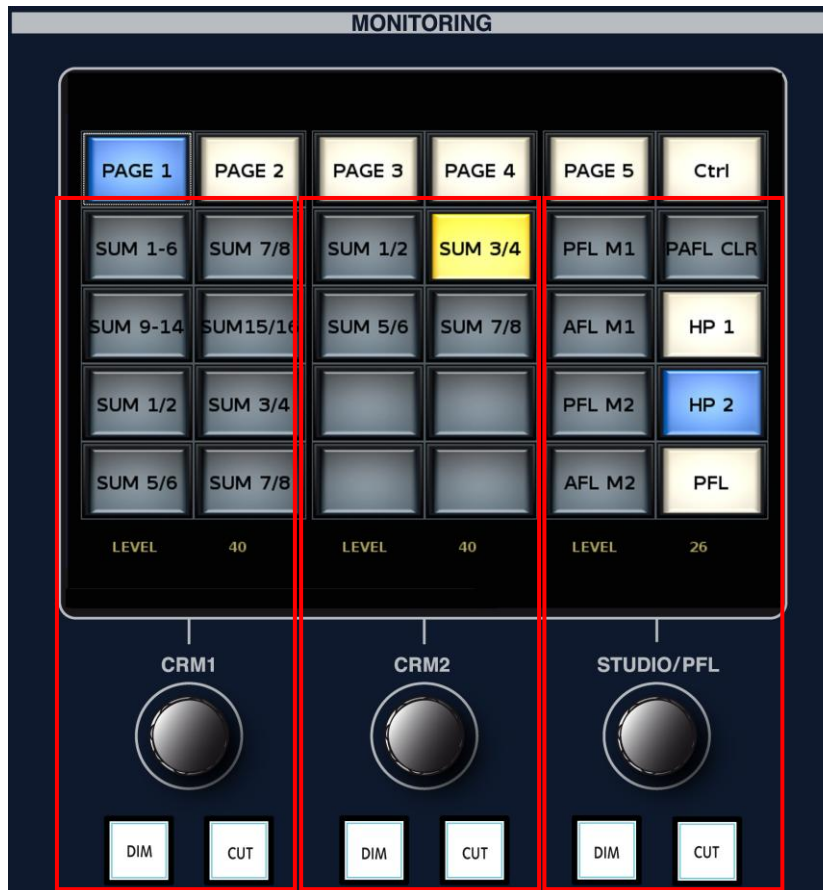 MONITORING
PAGE 1 PAGE 2 PAGE 3 PAGE 4 PAGE 5 Ctrl
SUM 1-6 SUM 7/8 SUM 1/2 SUM 3/4 PFL M1 PAFL CLR
SUM 9-14 SUM15/16 SUM 5/6 SUM 7/8 AFL M1 HP 1
SUM 1/2 SUM 3/4 PFL M2 HP 2
SUM 5/6 SUM 7/8 AFL M2 PFL
LEVEL 40 LEVEL 40 LEVEL 26
CRM1 CRM2 STUDIO/PFL
DIM CUT DIM CUT DIM CUT